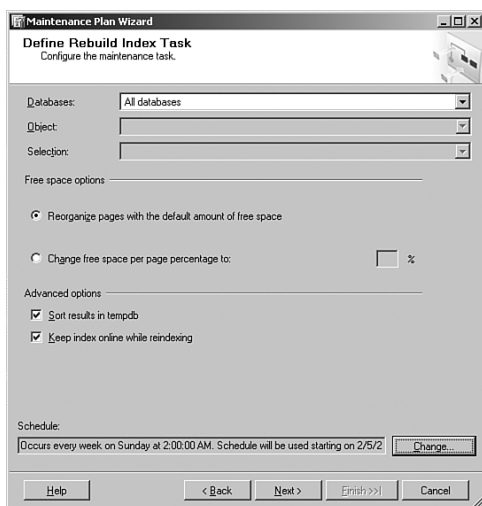 Maintenance Plan Wizard
Define Rebuild Index Task
Configure the maintenance task.
Databases: All databases
Object:
Selection:
Free space options
Reorganize pages with the default amount of free space
Change free space per page percentage to: %
Advanced options
Sort results in tempdb
Keep index online while reindexing
Schedule:
Occurs every week on Sunday at 2:00:00 AM. Schedule will be used starting on 2/5/2 Change...
Help < Back Next > Finish >>| Cancel